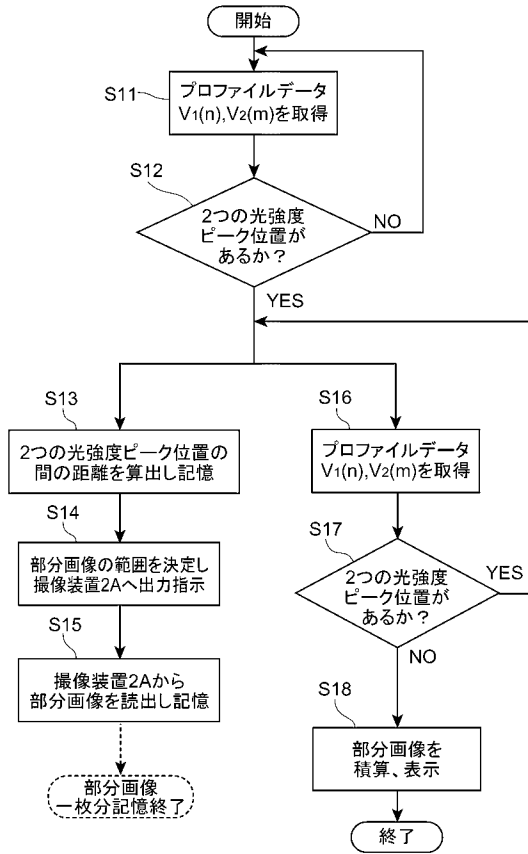 開始
S11
プロファイルデータ
V1(n),V2(m)を取得
S12
2つの光強度
ピーク位置が
あるか?
NO
YES
S13
2つの光強度ピーク位置の
間の距離を算出し記憶
S14
部分画像の範囲を決定し
撮像装置2Aへ出力指示
S15
撮像装置2Aから
部分画像を読出し記憶
部分画像
一枚分記憶終了
S16
プロファイルデータ
V1(n),V2(m)を取得
S17
2つの光強度
ピーク位置が
あるか?
YES
NO
S18
部分画像を
積算、表示
終了